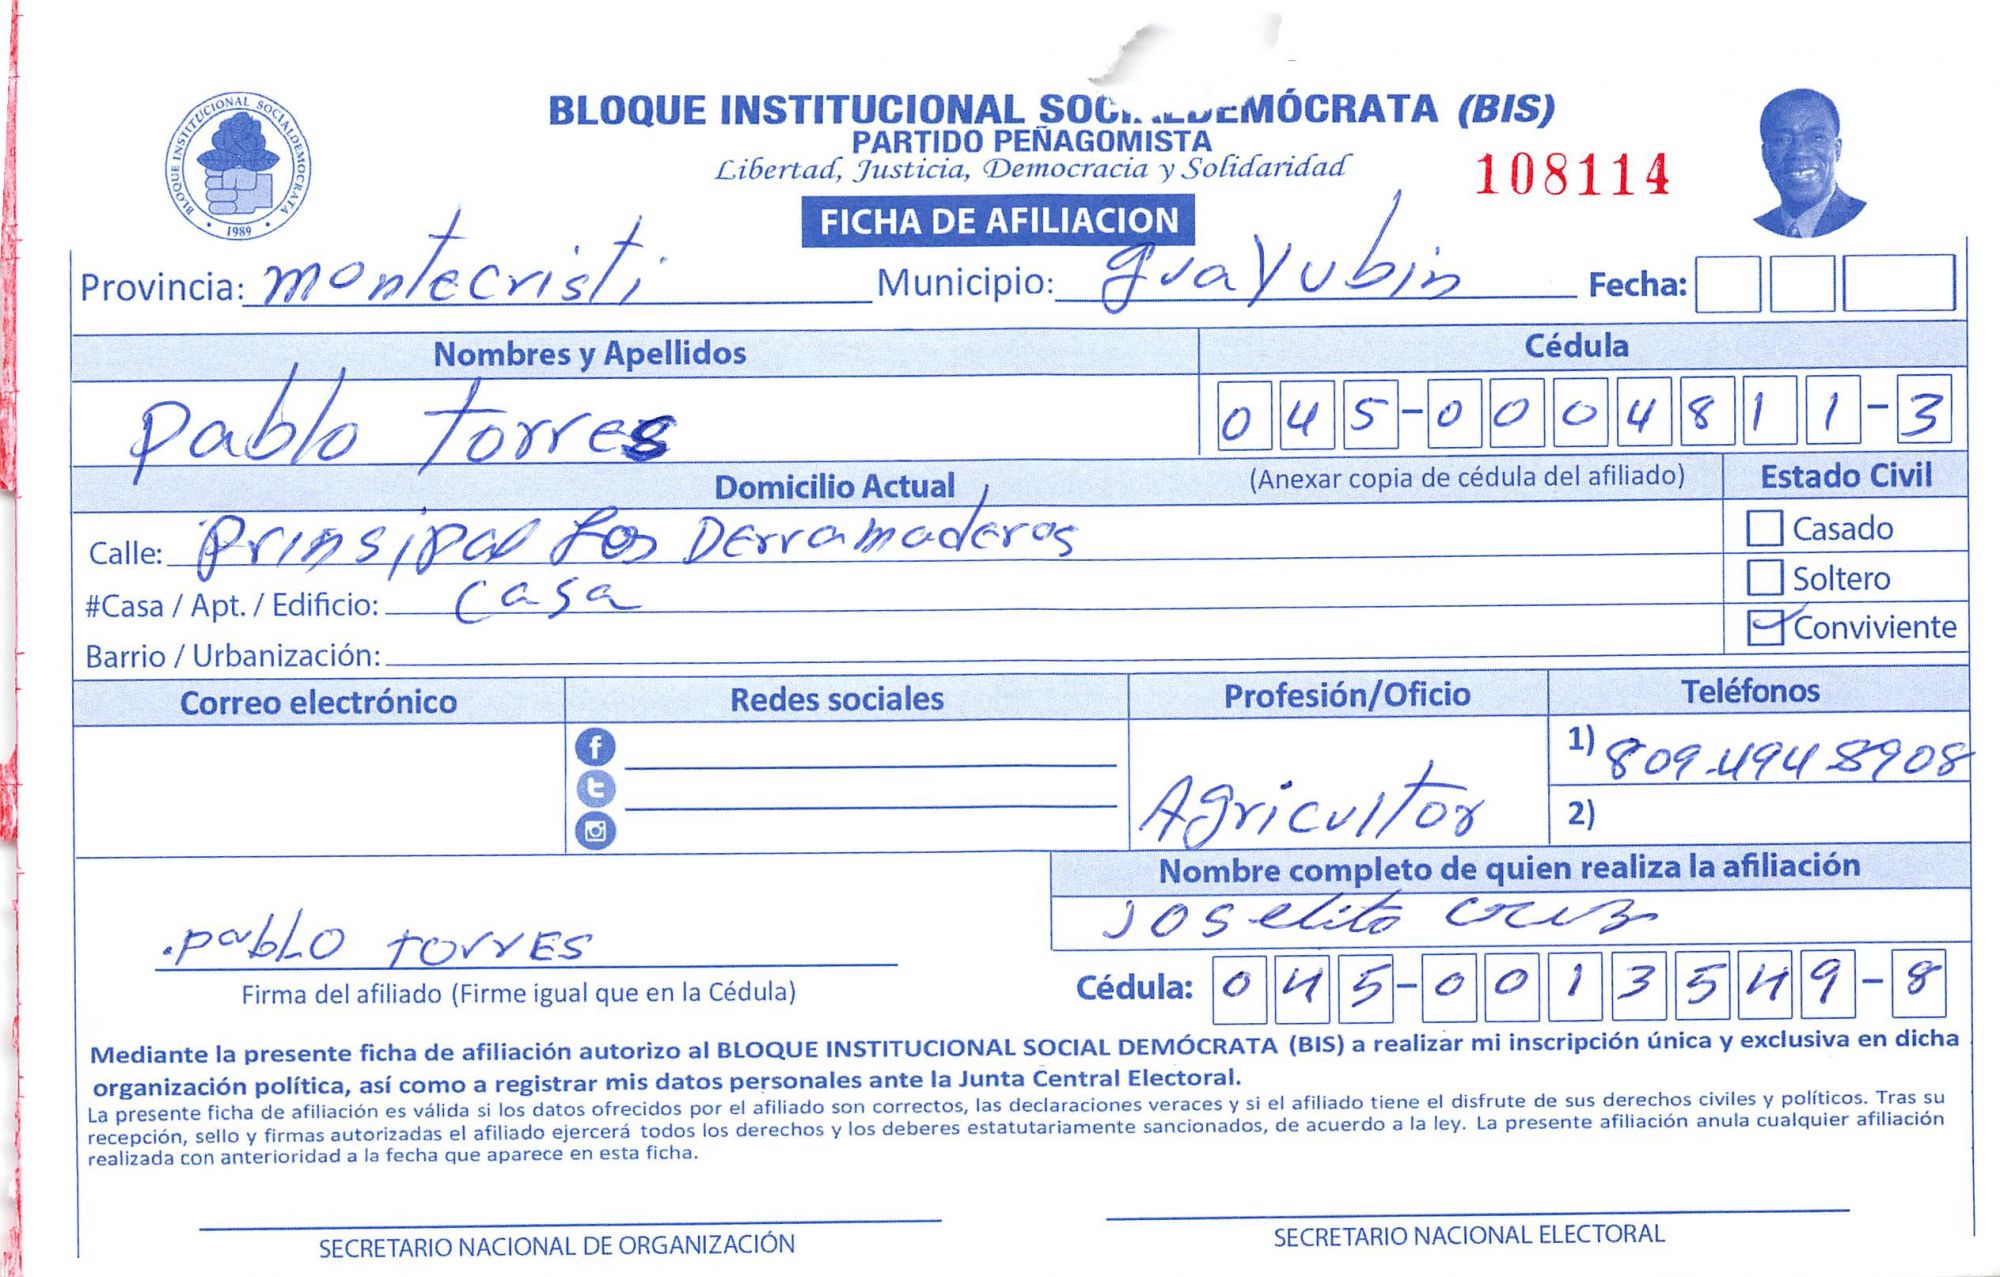 BLOQUE INSTITUCIONAL SOCIALDEMÓCRATA (BIS)
PARTIDO PEÑAGOMISTA
Libertad, Justicia, Democracia y Solidaridad
108114
FICHA DE AFILIACION
BLOQUE INSTITUCIONAL SOCIALDEMOCRATA
1989
Provincia: montecristi Municipio: guayubin Fecha:
Nombres y Apellidos Cédula
pablo torres 045-0004811-3
Domicilio Actual (Anexar copia de cédula del afiliado) Estado Civil
Calle: prinsipal Los Derramaderos Casado
#Casa / Apt. / Edificio: casa Soltero
Barrio / Urbanización: Conviviente
Correo electrónico Redes sociales Profesión/Oficio Teléfonos
1) 809-494 8908
Agricultor 2)
Nombre completo de quien realiza la afiliación
Joselito cruz
pabLO TorrES
Firma del afiliado (Firme igual que en la Cédula) Cédula: 045-0013549-8
Mediante la presente ficha de afiliación autorizo al BLOQUE INSTITUCIONAL SOCIAL DEMÓCRATA (BIS) a realizar mi inscripción única y exclusiva en dicha
organización política, así como a registrar mis datos personales ante la Junta Central Electoral.
La presente ficha de afiliación es válida si los datos ofrecidos por el afiliado son correctos, las declaraciones veraces y si el afiliado tiene el disfrute de sus derechos civiles y políticos. Tras su
recepción, sello y firmas autorizadas el afiliado ejercerá todos los derechos y los deberes estatutariamente sancionados, de acuerdo a la ley. La presente afiliación anula cualquier afiliación
realizada con anterioridad a la fecha que aparece en esta ficha.
SECRETARIO NACIONAL DE ORGANIZACIÓN SECRETARIO NACIONAL ELECTORAL